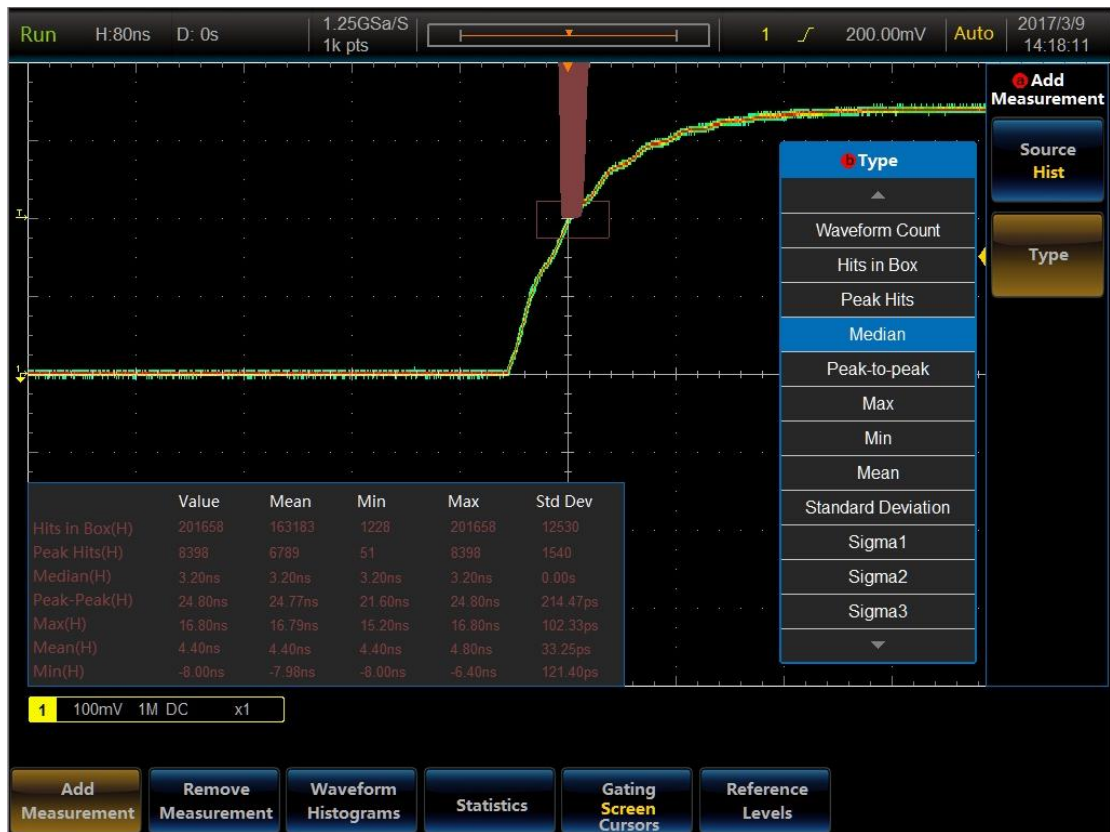 Run H:80ns D: 0s 1.25GSa/S 1 200.00mV Auto 2017/3/9
1k pts 14:18:11
a Add
Measurement
Source
Hist
Type
b Type
Waveform Count
Hits in Box
Peak Hits
Median
Peak-to-peak
Max
Min
Mean
Standard Deviation
Sigma1
Sigma2
Sigma3
T
1
Value Mean Min Max Std Dev
Hits in Box(H) 201658 163183 1228 201658 12530
Peak Hits(H) 8398 6789 51 8398 1540
Median(H) 3.20ns 3.20ns 3.20ns 3.20ns 0.00s
Peak-Peak(H) 24.80ns 24.77ns 21.60ns 24.80ns 214.47ps
Max(H) 16.80ns 16.79ns 15.20ns 16.80ns 102.33ps
Mean(H) 4.40ns 4.40ns 4.40ns 4.80ns 33.25ps
Min(H) -8.00ns -7.98ns -8.00ns -6.40ns 121.40ps
1 100mV 1M DC x1
Add
Measurement
Remove
Measurement
Waveform
Histograms
Statistics
Gating
Screen
Cursors
Reference
Levels